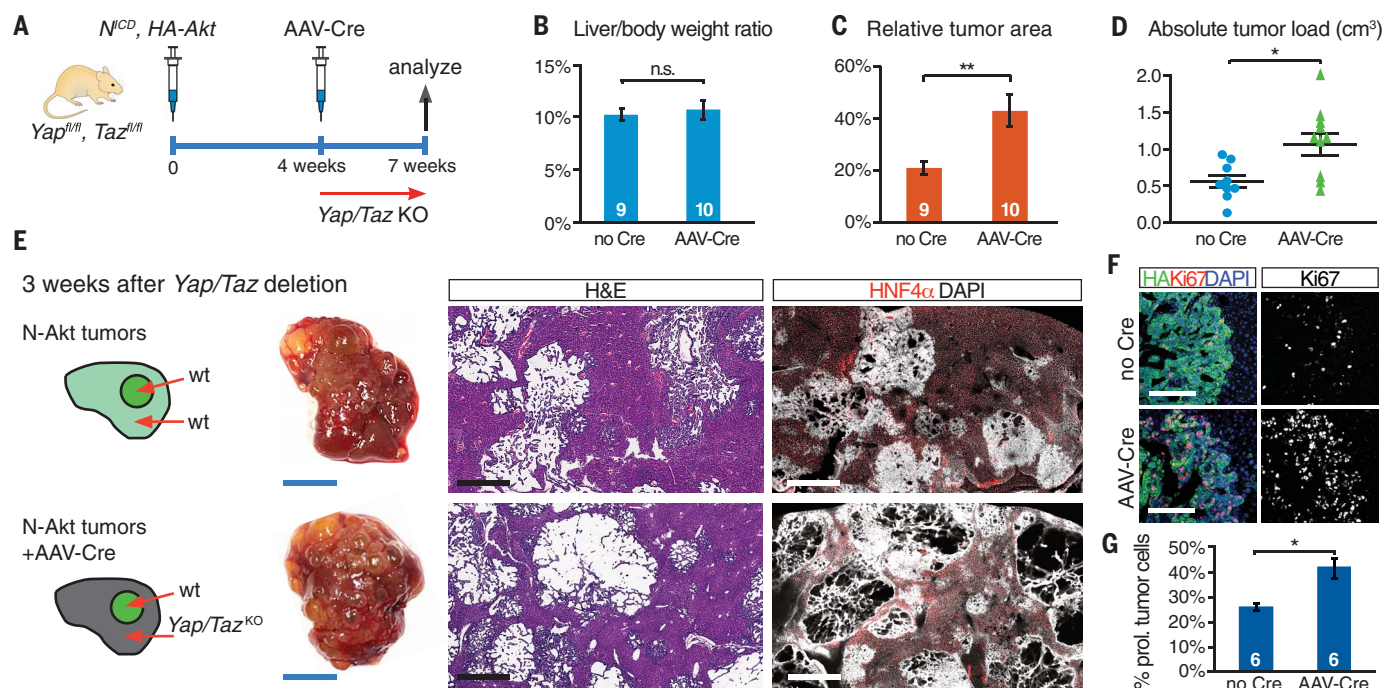 A
N^ICD, HA-Akt
AAV-Cre
analyze
Yap^fl/fl, Taz^fl/fl
0
4 weeks
7 weeks
Yap/Taz KO
B Liver/body weight ratio
15%
n.s.
10%
5%
0%
9
10
no Cre
AAV-Cre
C Relative tumor area
60%
**
40%
20%
0%
9
10
no Cre
AAV-Cre
D Absolute tumor load (cm³)
*
2.0
1.5
1.0
0.5
0.0
no Cre
AAV-Cre
E
3 weeks after Yap/Taz deletion
H&E
HNF4α DAPI
N-Akt tumors
wt
wt
N-Akt tumors
+AAV-Cre
wt
Yap/Taz^KO
F
HAKi67DAPI
Ki67
no Cre
AAV-Cre
G
% prol. tumor cells
50%
*
40%
30%
20%
10%
0%
6
6
no Cre
AAV-Cre